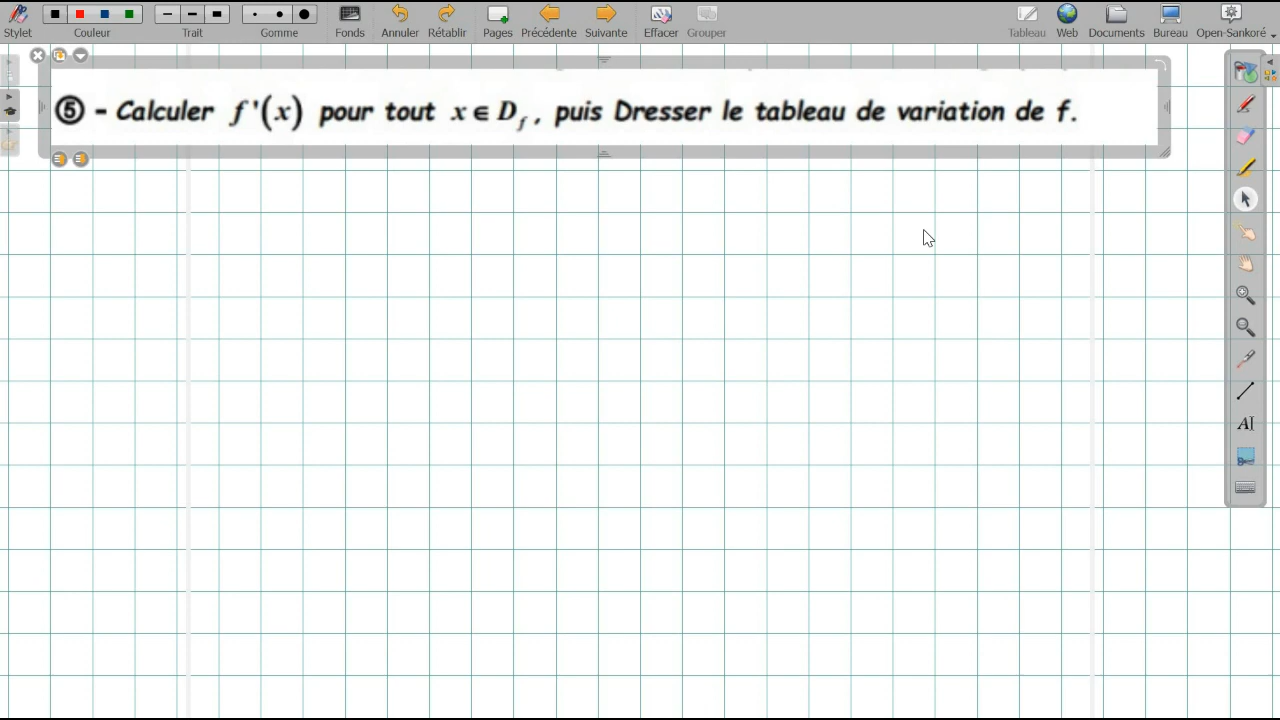 Stylet Couleur Trait Gomme Fonds Annuler Rétablir Pages Précédente Suivante Effacer Grouper Tableau Web Documents Bureau Open-Sankoré
⑤ - Calculer f'(x) pour tout x ∈ D_f, puis Dresser le tableau de variation de f.
AI